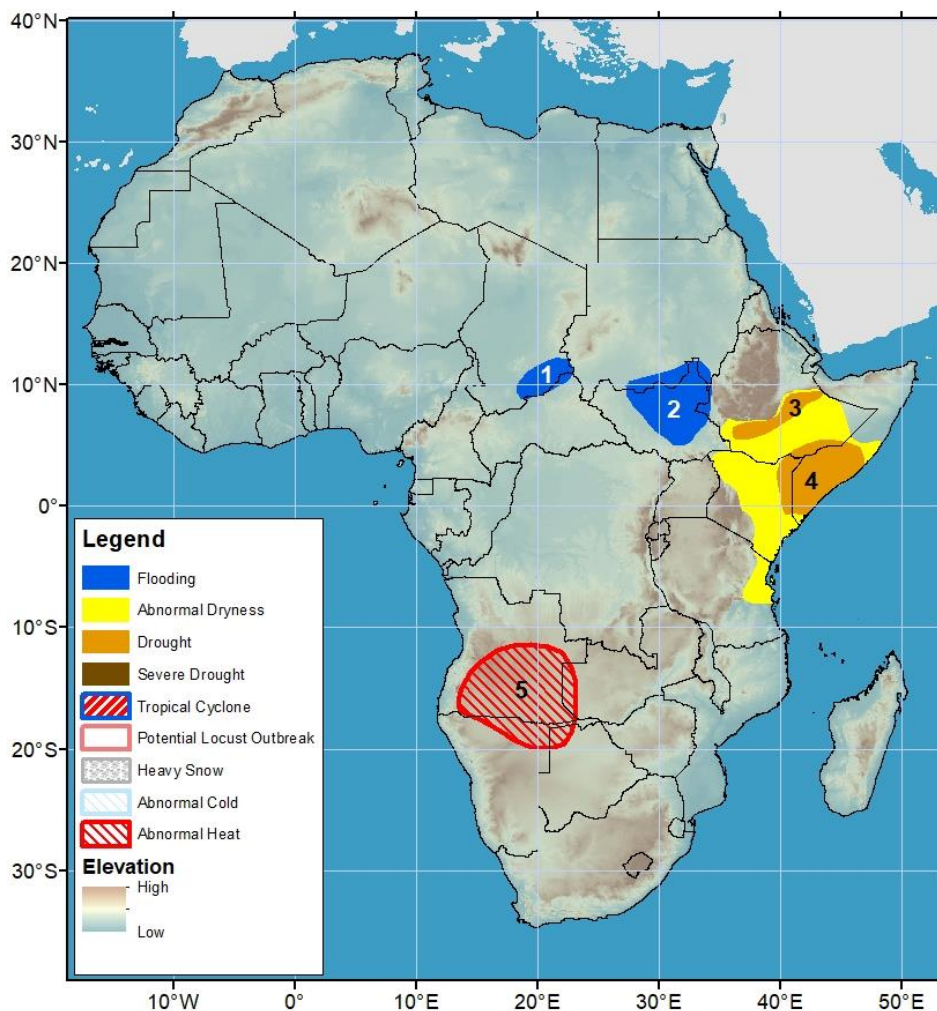 40°N
30°N
20°N
10°N
0°
10°S
20°S
30°S
1
2
3
4
5
Legend
Flooding
Abnormal Dryness
Drought
Severe Drought
Tropical Cyclone
Potential Locust Outbreak
Heavy Snow
Abnormal Cold
Abnormal Heat
Elevation
High
Low
10°W 0° 10°E 20°E 30°E 40°E 50°E